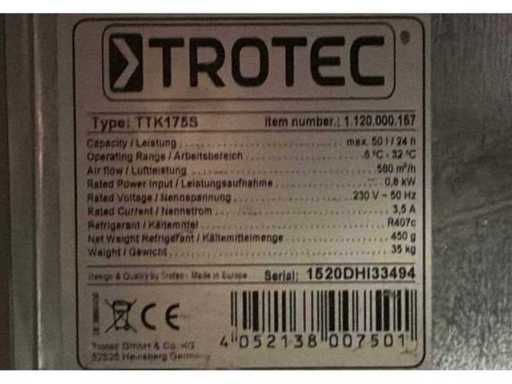 TROTEC®
Type: TTK175S Item number.: 1.120.000.167
Capacity / Leistung max. 50 l / 24 h
Operating Range / Arbeitsbereich 5 °C - 32 °C
Air flow / Luftleistung 580 m³/h
Rated Power Input / Leistungsaufnahme 0,8 kW
Rated Voltage / Nennspannung 230 V ~ 50 Hz
Rated Current / Nennstrom 3,5 A
Refrigerant / Kältemittel R407c
Net Weight Refrigerant / Kältemittelmenge 450 g
Weight / Gewicht 35 kg
Design & Quality by Trotec - Made in Europe Serial: 1520DHI33494
CE
4 052138 007501
Trotec GmbH & Co. KG
52525 Heinsberg Germany